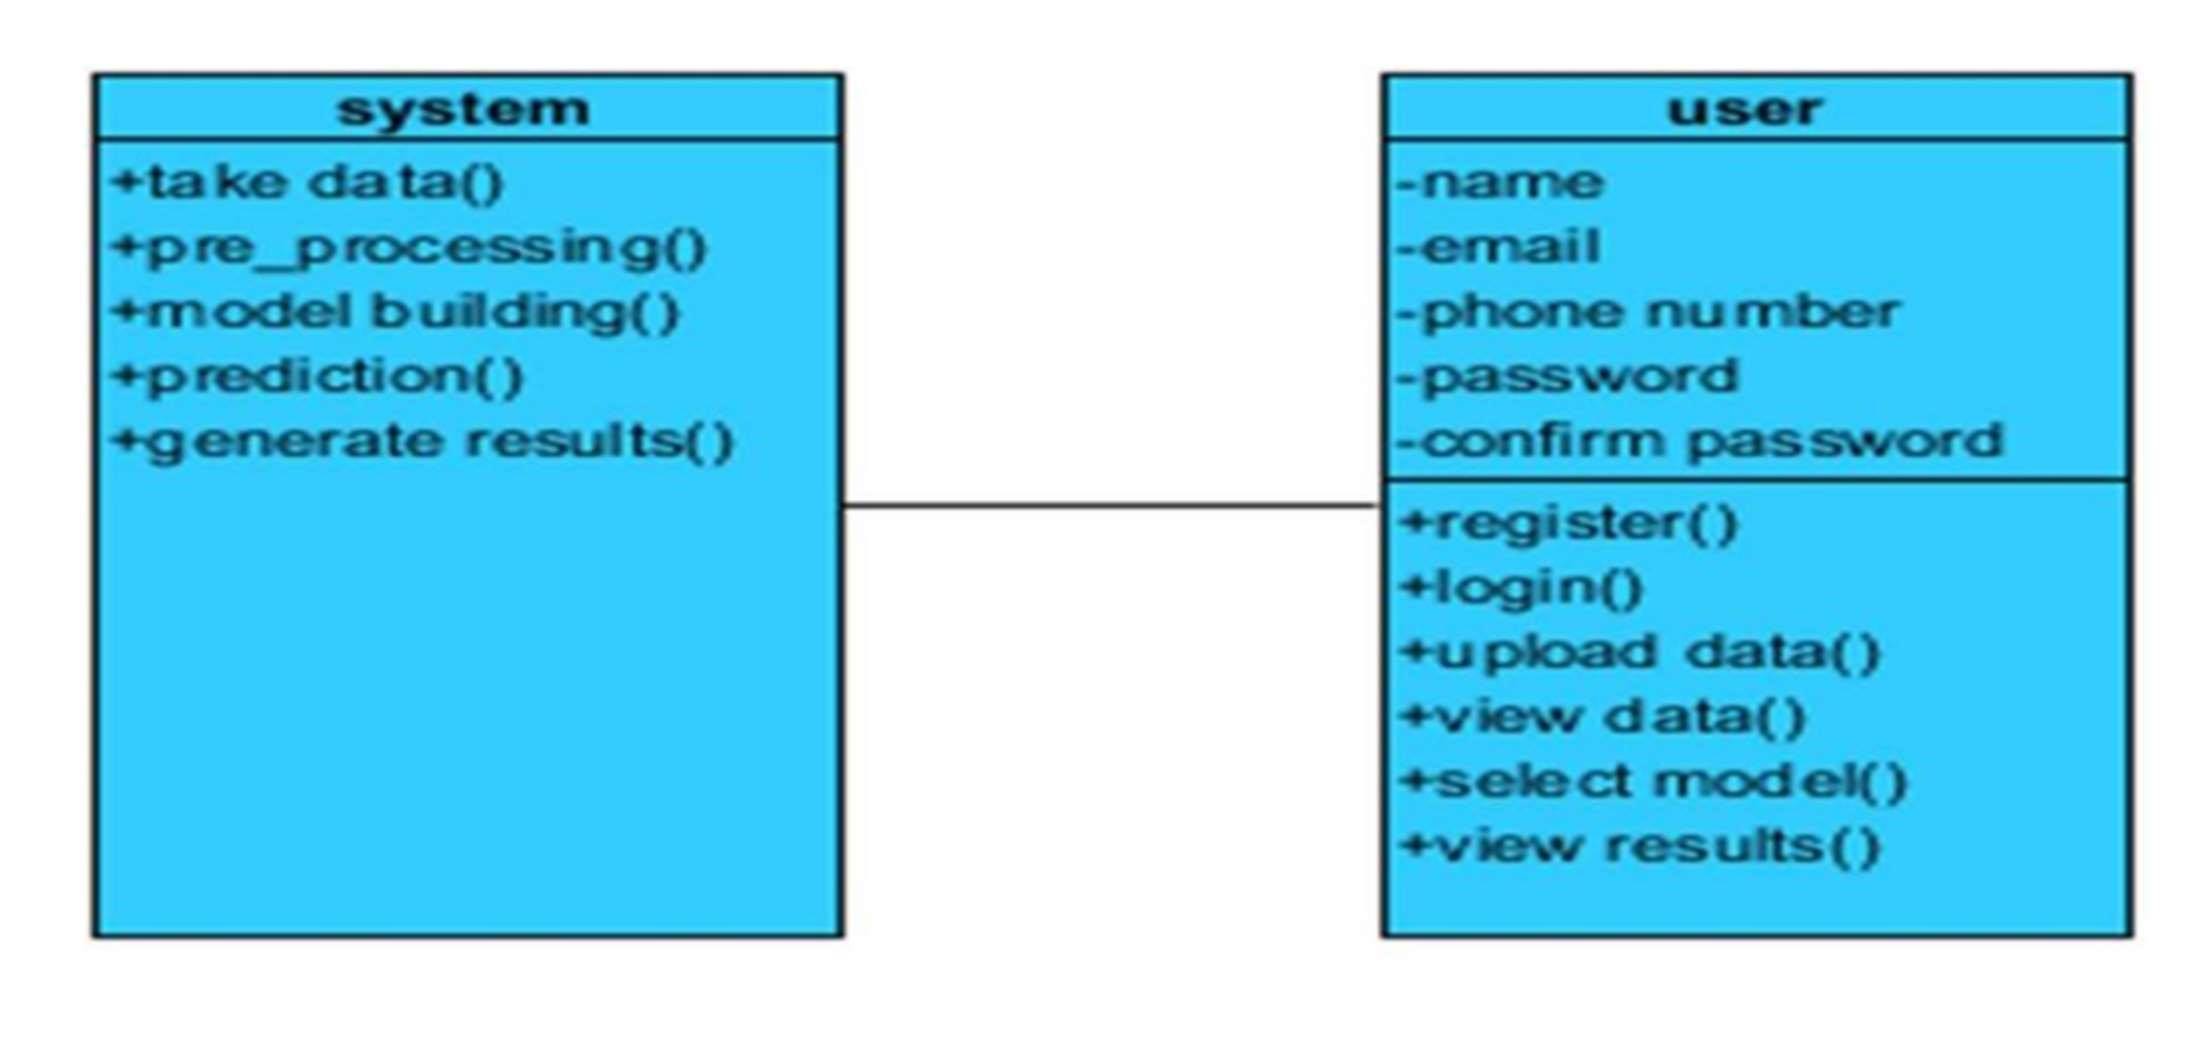 system
+take data()
+pre_processing()
+model building()
+prediction()
+generate results()
user
-name
-email
-phone number
-password
-confirm password
+register()
+login()
+upload data()
+view data()
+select model()
+view results()